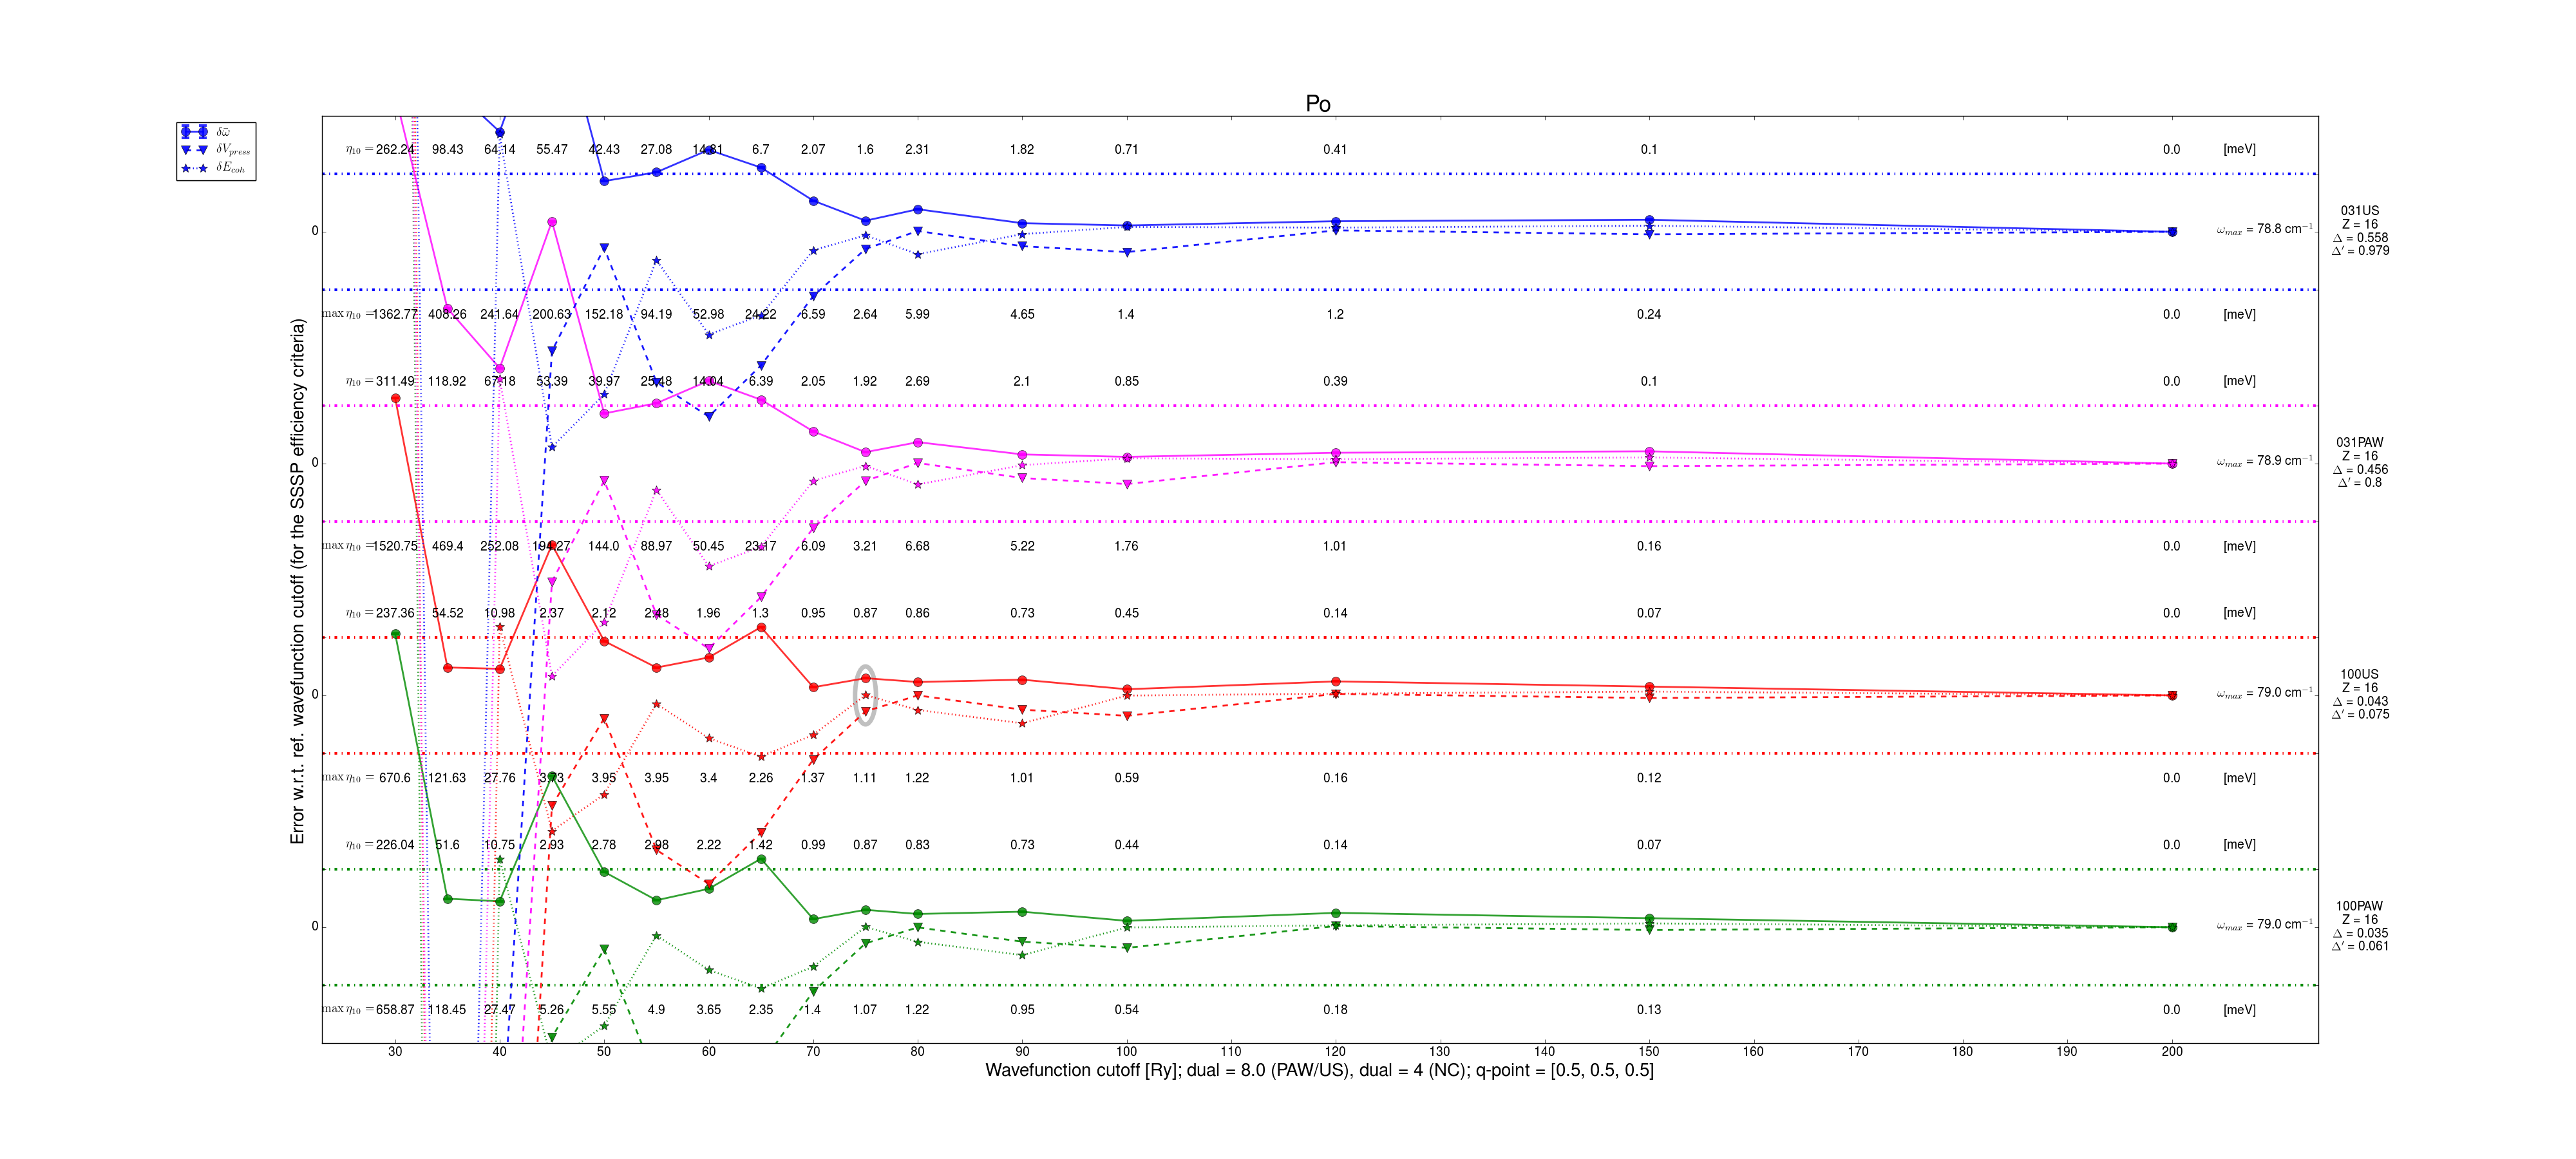 Po
δω̄
δV_press
δE_coh
η₁₀ = 262.24 98.43 64.14 55.47 42.43 27.08 14.81 6.7 2.07 1.6 2.31 1.82 0.71 0.41 0.1 0.0 [meV]
0
ω_max = 78.8 cm⁻¹
031US
Z = 16
Δ = 0.558
Δ′ = 0.979
max η₁₀ = 1362.77 408.26 241.64 200.63 152.18 94.19 52.98 24.22 6.59 2.64 5.99 4.65 1.4 1.2 0.24 0.0 [meV]
η₁₀ = 311.49 118.92 67.18 53.39 39.97 25.48 14.04 6.39 2.05 1.92 2.69 2.1 0.85 0.39 0.1 0.0 [meV]
0
ω_max = 78.9 cm⁻¹
031PAW
Z = 16
Δ = 0.456
Δ′ = 0.8
max η₁₀ = 1520.75 469.4 252.08 194.27 144.0 88.97 50.45 23.17 6.09 3.21 6.68 5.22 1.76 1.01 0.16 0.0 [meV]
η₁₀ = 237.36 54.52 10.98 2.37 2.12 2.48 1.96 1.3 0.95 0.87 0.86 0.73 0.45 0.14 0.07 0.0 [meV]
0
ω_max = 79.0 cm⁻¹
100US
Z = 16
Δ = 0.043
Δ′ = 0.075
max η₁₀ = 670.6 121.63 27.76 3.73 3.95 3.95 3.4 2.26 1.37 1.11 1.22 1.01 0.59 0.16 0.12 0.0 [meV]
η₁₀ = 226.04 51.6 10.75 2.93 2.78 2.98 2.22 1.42 0.99 0.87 0.83 0.73 0.44 0.14 0.07 0.0 [meV]
0
ω_max = 79.0 cm⁻¹
100PAW
Z = 16
Δ = 0.035
Δ′ = 0.061
max η₁₀ = 658.87 118.45 27.47 5.26 5.55 4.9 3.65 2.35 1.4 1.07 1.22 0.95 0.54 0.18 0.13 0.0 [meV]
30 40 50 60 70 80 90 100 110 120 130 140 150 160 170 180 190 200
Wavefunction cutoff [Ry]; dual = 8.0 (PAW/US), dual = 4 (NC); q-point = [0.5, 0.5, 0.5]
Error w.r.t. ref. wavefunction cutoff (for the SSSP efficiency criteria)